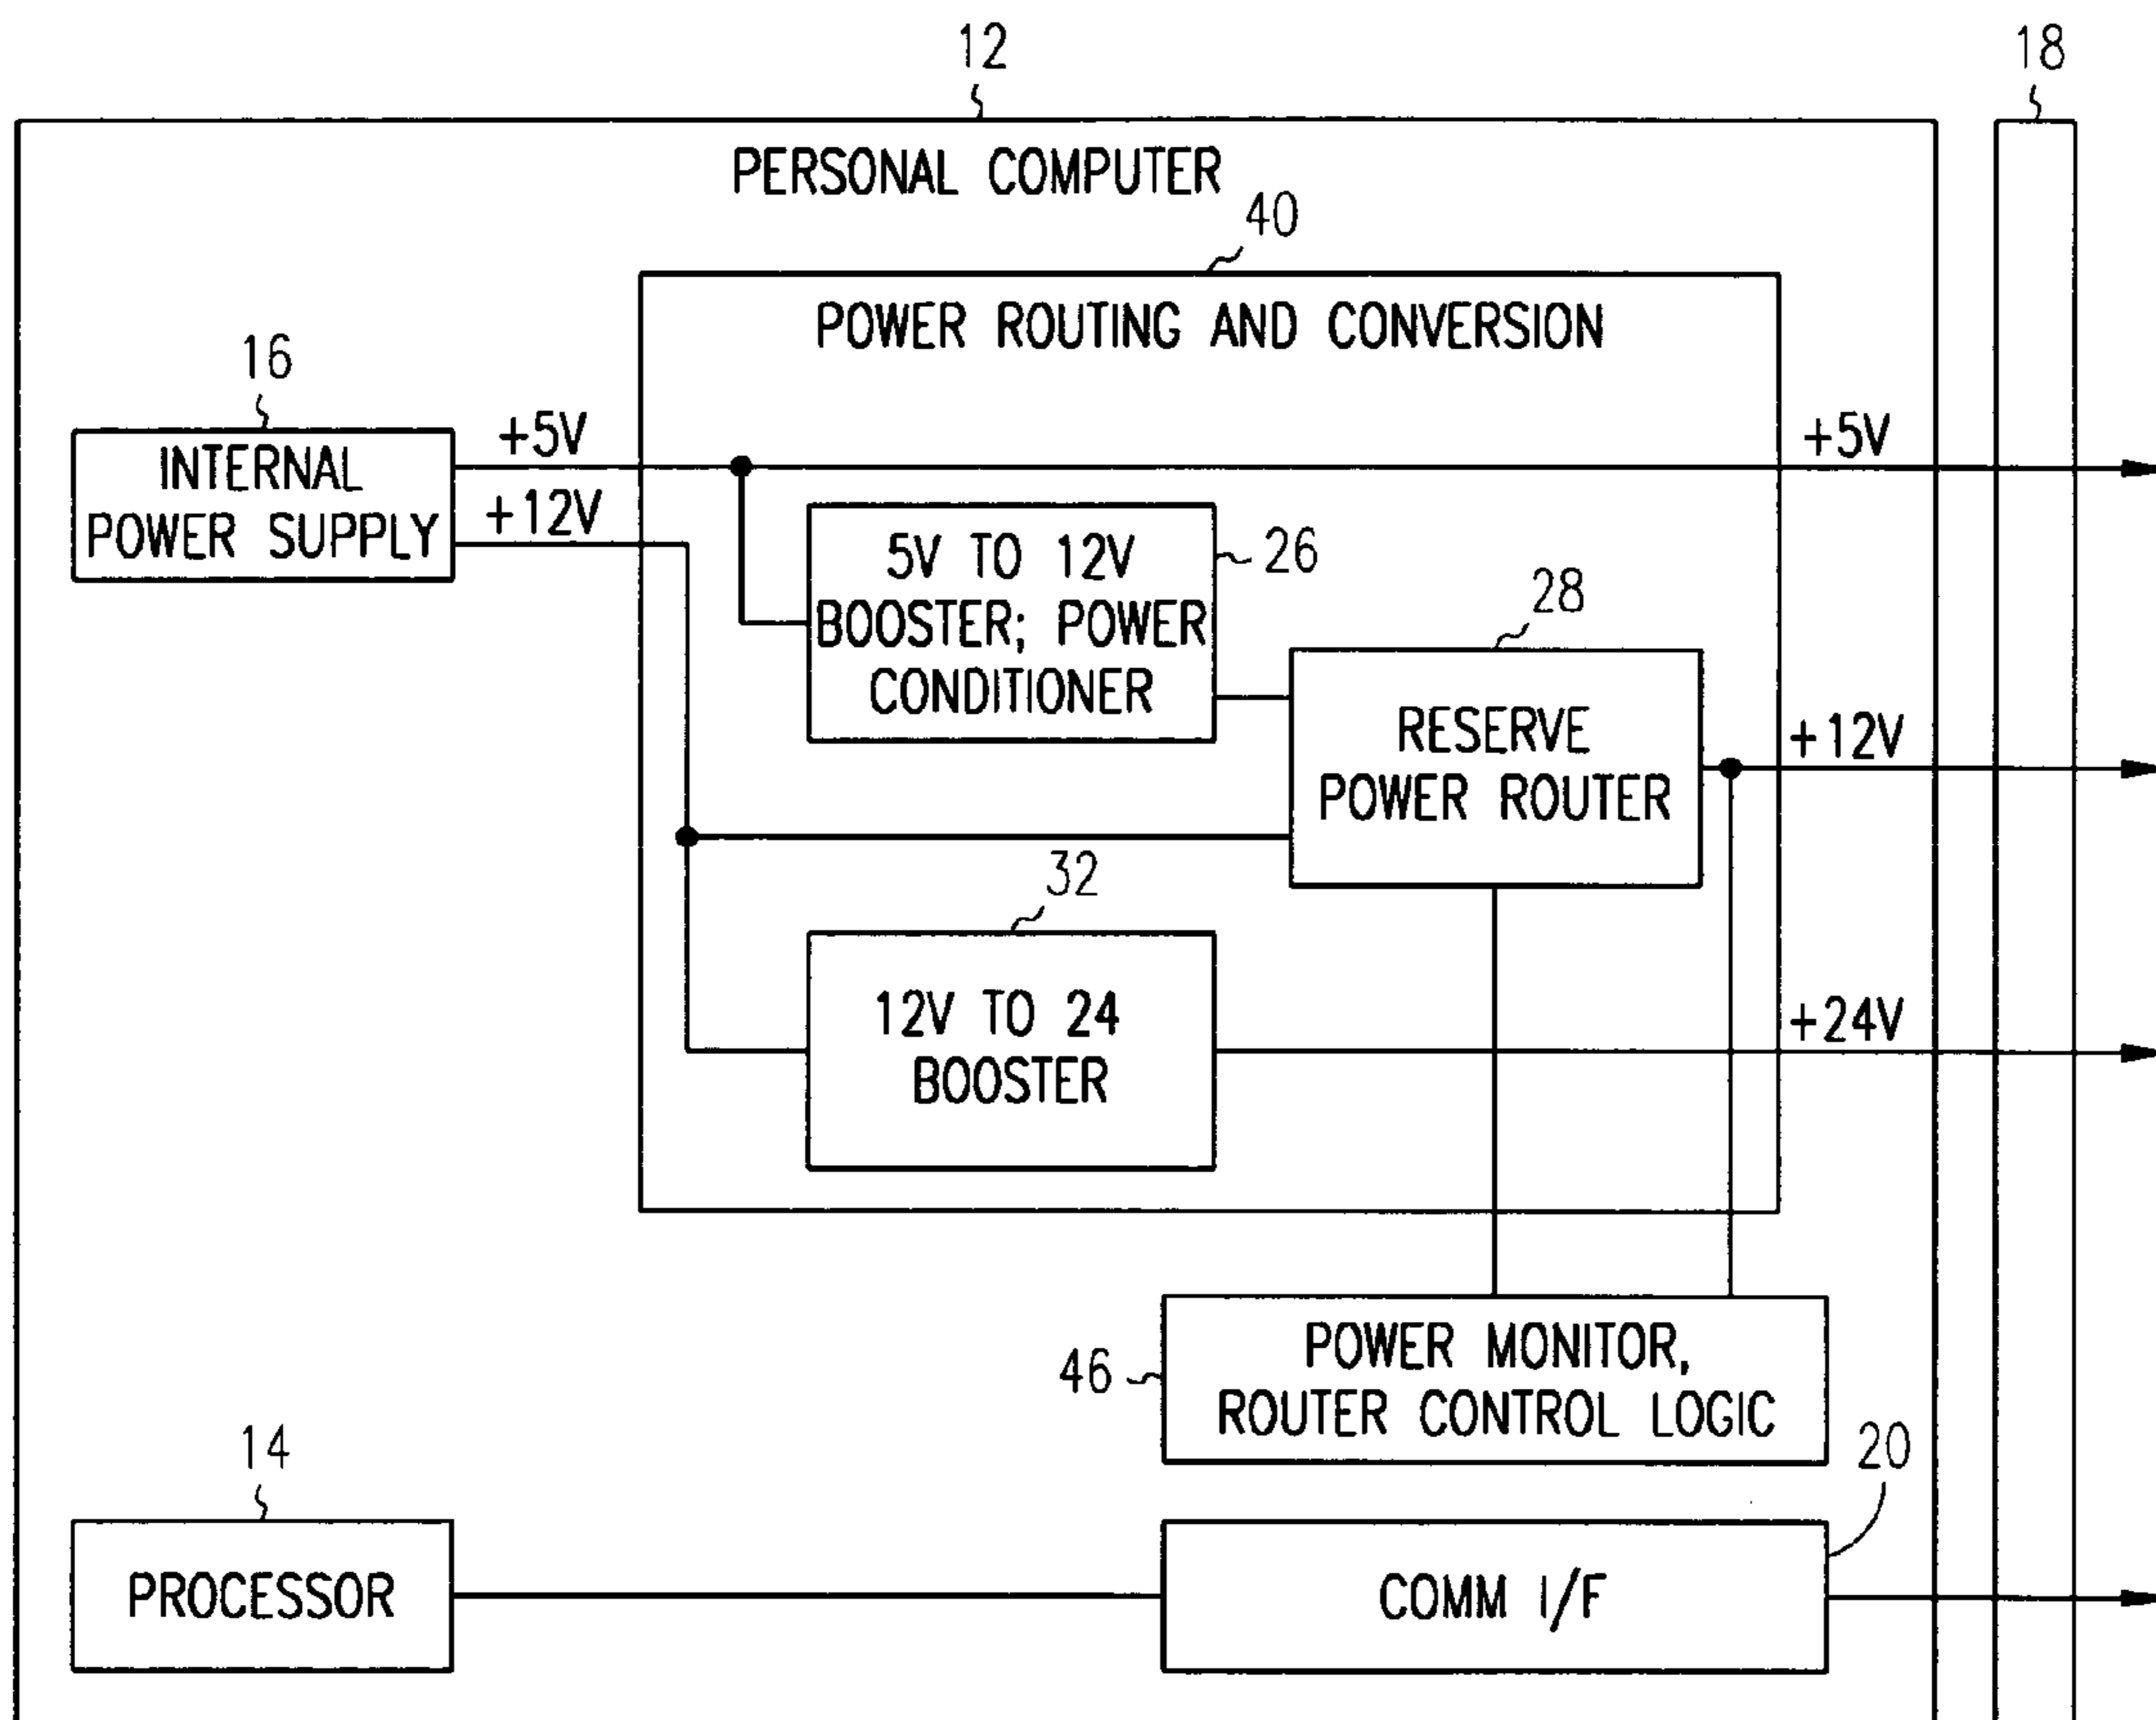 12
18
PERSONAL COMPUTER
40
POWER ROUTING AND CONVERSION
16
INTERNAL
POWER SUPPLY
+5V
+12V
+5V
5V TO 12V
BOOSTER; POWER
CONDITIONER
26
28
RESERVE
POWER ROUTER
+12V
32
12V TO 24
BOOSTER
+24V
46
POWER MONITOR,
ROUTER CONTROL LOGIC
14
PROCESSOR
20
COMM I/F